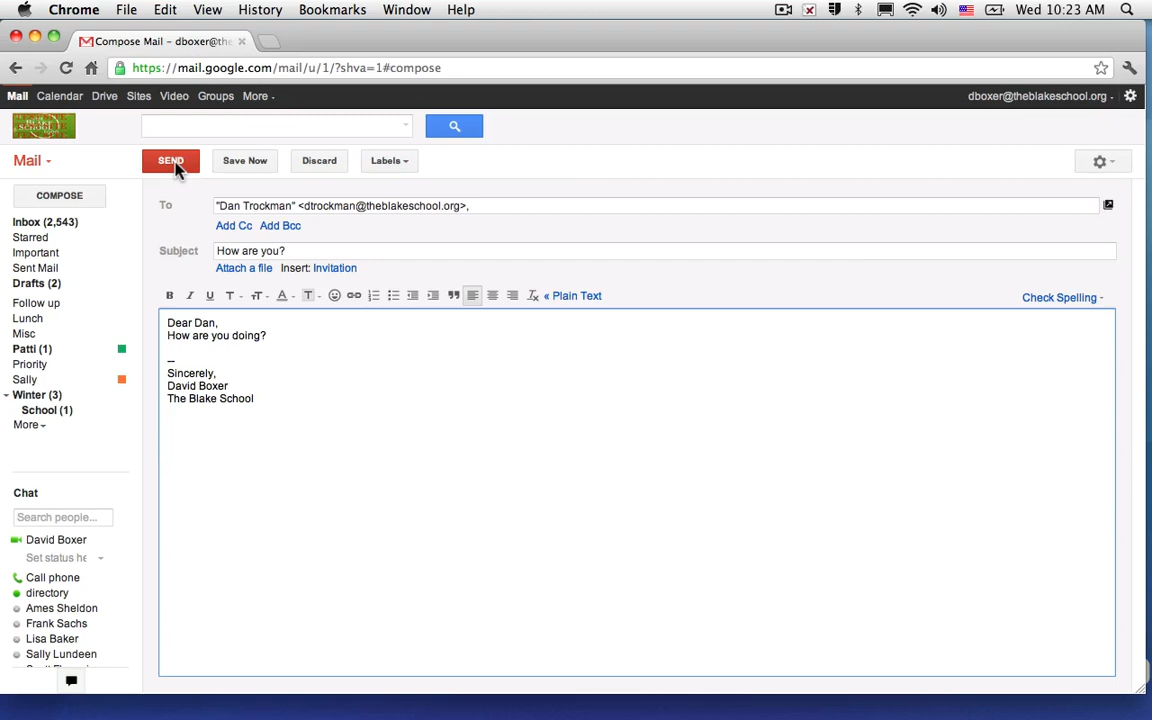 Chrome File Edit View History Bookmarks Window Help Wed 10:23 AM
Compose Mail – dboxer@the
https://mail.google.com/mail/u/1/?shva=1#compose
Mail Calendar Drive Sites Video Groups More dboxer@theblakeschool.org
BLAKE SCHOOL
Mail SEND Save Now Discard Labels
COMPOSE
To "Dan Trockman" <dtrockman@theblakeschool.org>,
Add Cc Add Bcc
Subject How are you?
Attach a file Insert: Invitation
B I U T T A T « Plain Text Check Spelling
Dear Dan,
How are you doing?
--
Sincerely,
David Boxer
The Blake School
Inbox (2,543)
Starred
Important
Sent Mail
Drafts (2)
Follow up
Lunch
Misc
Patti (1)
Priority
Sally
Winter (3)
School (1)
More
Chat
Search people...
David Boxer
Set status he
Call phone
directory
Ames Sheldon
Frank Sachs
Lisa Baker
Sally Lundeen